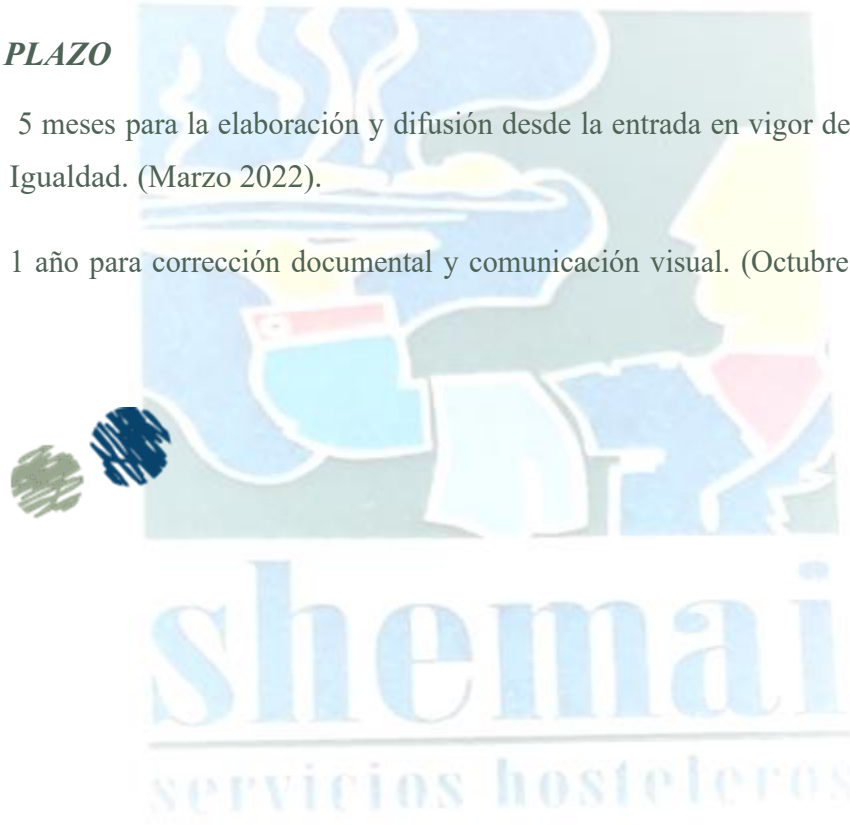 PLAZO
5 meses para la elaboración y difusión desde la entrada en vigor de
Igualdad. (Marzo 2022).
1 año para corrección documental y comunicación visual. (Octubre
shemai
servicios hosteleros